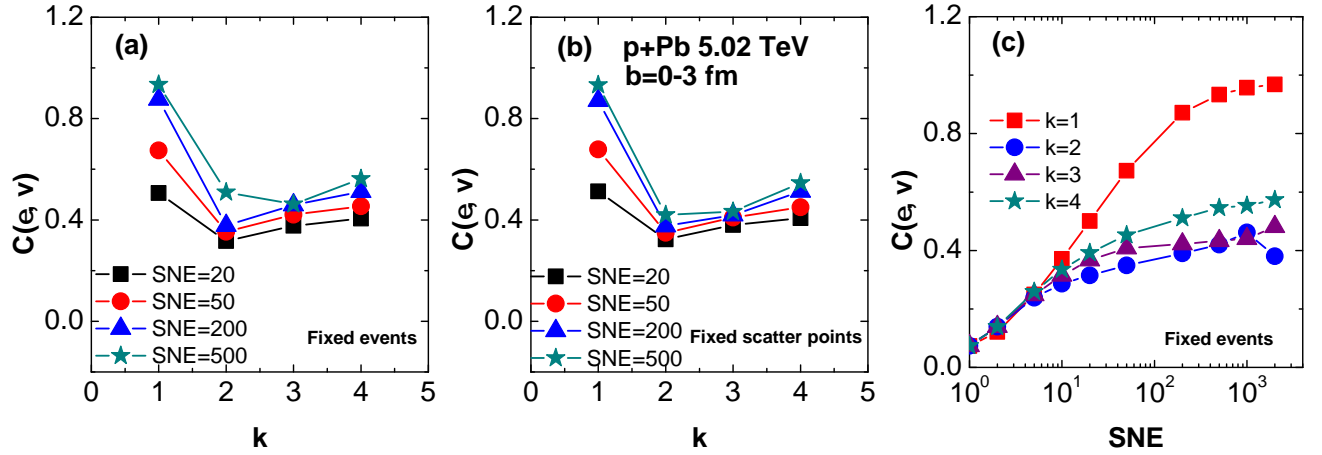 (a)
C(e, v)
1.2
0.8
0.4
0.0
SNE=20
SNE=50
SNE=200
SNE=500
Fixed events
0 1 2 3 4 5
k
(b)
p+Pb 5.02 TeV
b=0-3 fm
C(e, v)
1.2
0.8
0.4
0.0
SNE=20
SNE=50
SNE=200
SNE=500
Fixed scatter points
0 1 2 3 4 5
k
(c)
C(e, v)
1.2
0.8
0.4
0.0
k=1
k=2
k=3
k=4
Fixed events
10⁰ 10¹ 10² 10³
SNE